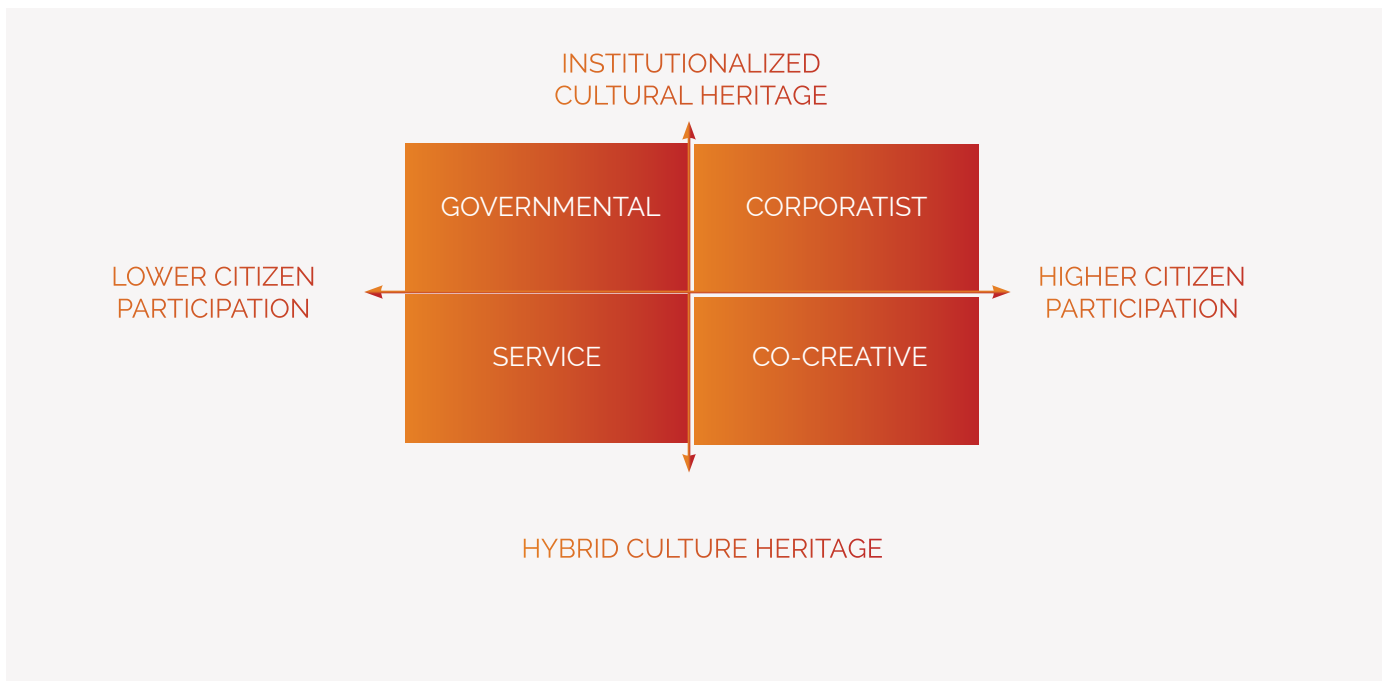 INSTITUTIONALIZED
CULTURAL HERITAGE
GOVERNMENTAL
CORPORATIST
LOWER CITIZEN
PARTICIPATION
HIGHER CITIZEN
PARTICIPATION
SERVICE
CO-CREATIVE
HYBRID CULTURE HERITAGE